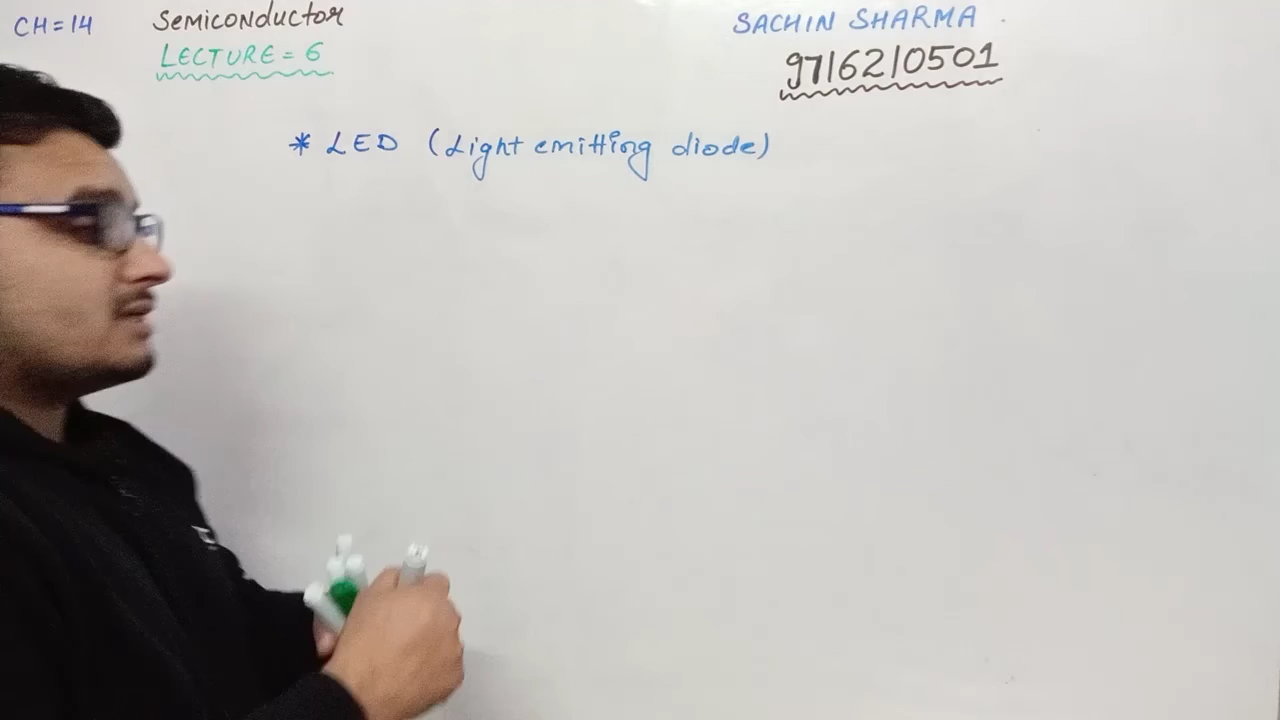 CH = 14 Semiconductor SACHIN SHARMA
LECTURE = 6 9716210501
* LED (Light emitting diode)